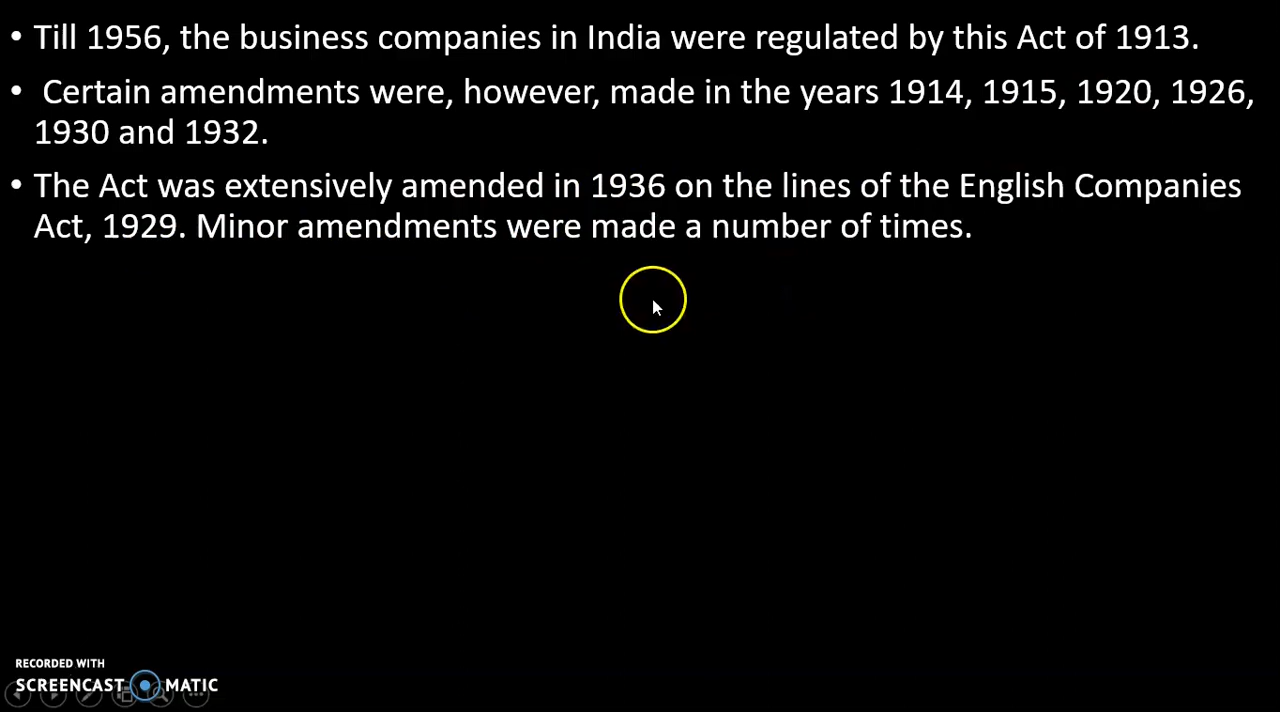 • Till 1956, the business companies in India were regulated by this Act of 1913.
• Certain amendments were, however, made in the years 1914, 1915, 1920, 1926,
1930 and 1932.
• The Act was extensively amended in 1936 on the lines of the English Companies
Act, 1929. Minor amendments were made a number of times.
RECORDED WITH
SCREENCAST MATIC